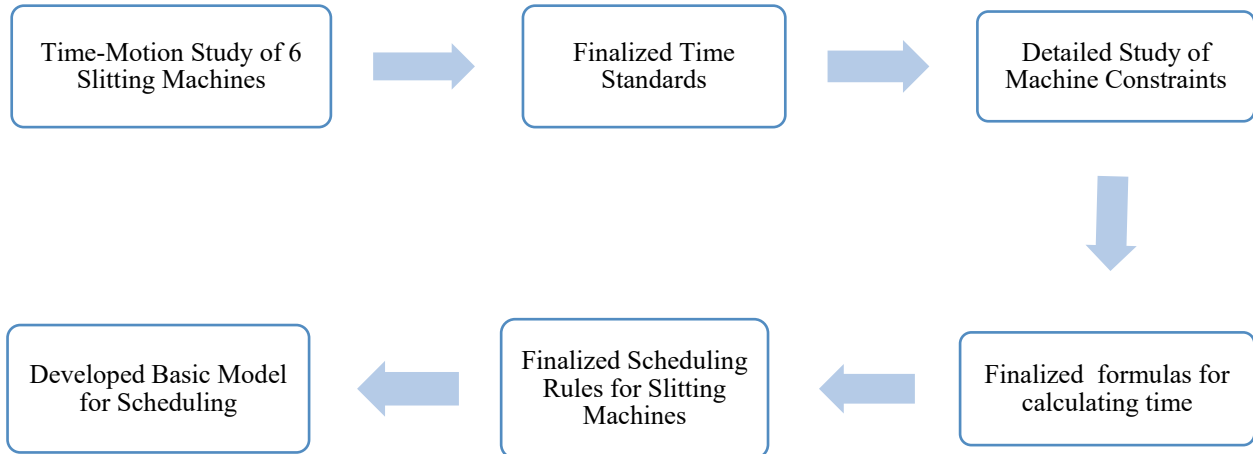 Time-Motion Study of 6
Slitting Machines
Finalized Time
Standards
Detailed Study of
Machine Constraints
Finalized  formulas for
calculating time
Finalized Scheduling
Rules for Slitting
Machines
Developed Basic Model
for Scheduling